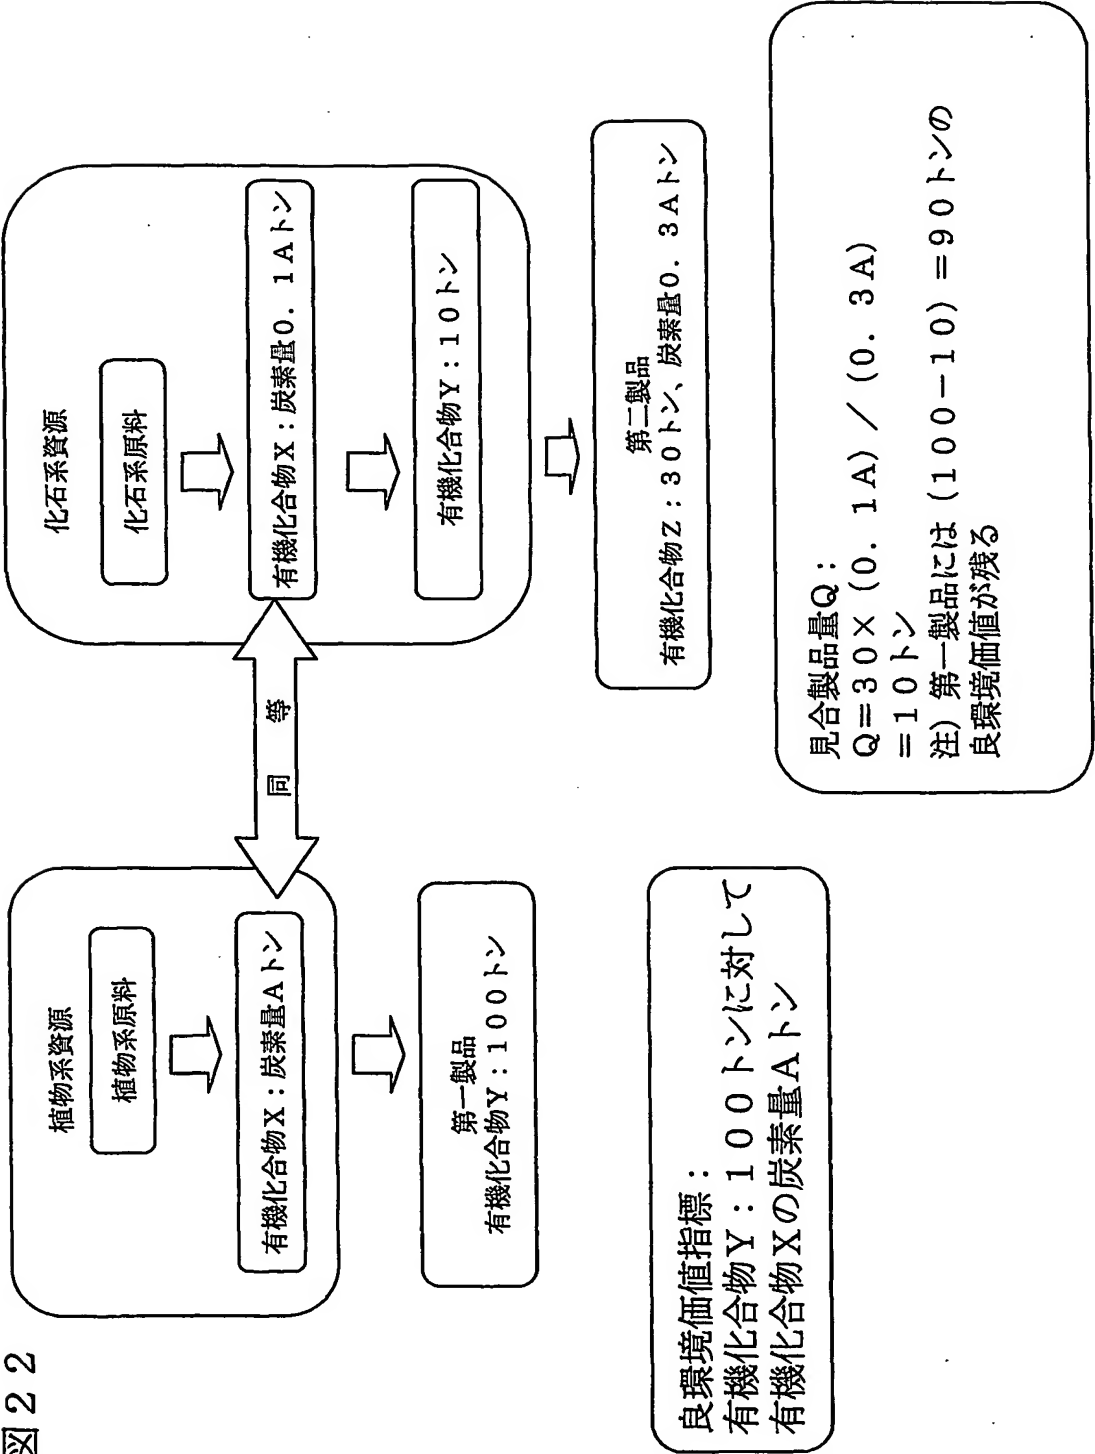 図２２
植物系資源
植物系原料
有機化合物Ｘ：炭素量Ａトン
第一製品
有機化合物Ｙ：１００トン
良環境価値指標：
有機化合物Ｙ：１００トンに対して
有機化合物Ｘの炭素量Ａトン
同 等
化石系資源
化石系原料
有機化合物Ｘ：炭素量０．１Ａトン
有機化合物Ｙ：１０トン
第二製品
有機化合物Ｚ：３０トン、炭素量０．３Ａトン
見合製品量Ｑ：
Ｑ＝３０×（０．１Ａ）／（０．３Ａ）
＝１０トン
注）第一製品には（１００－１０）＝９０トンの
良環境価値が残る